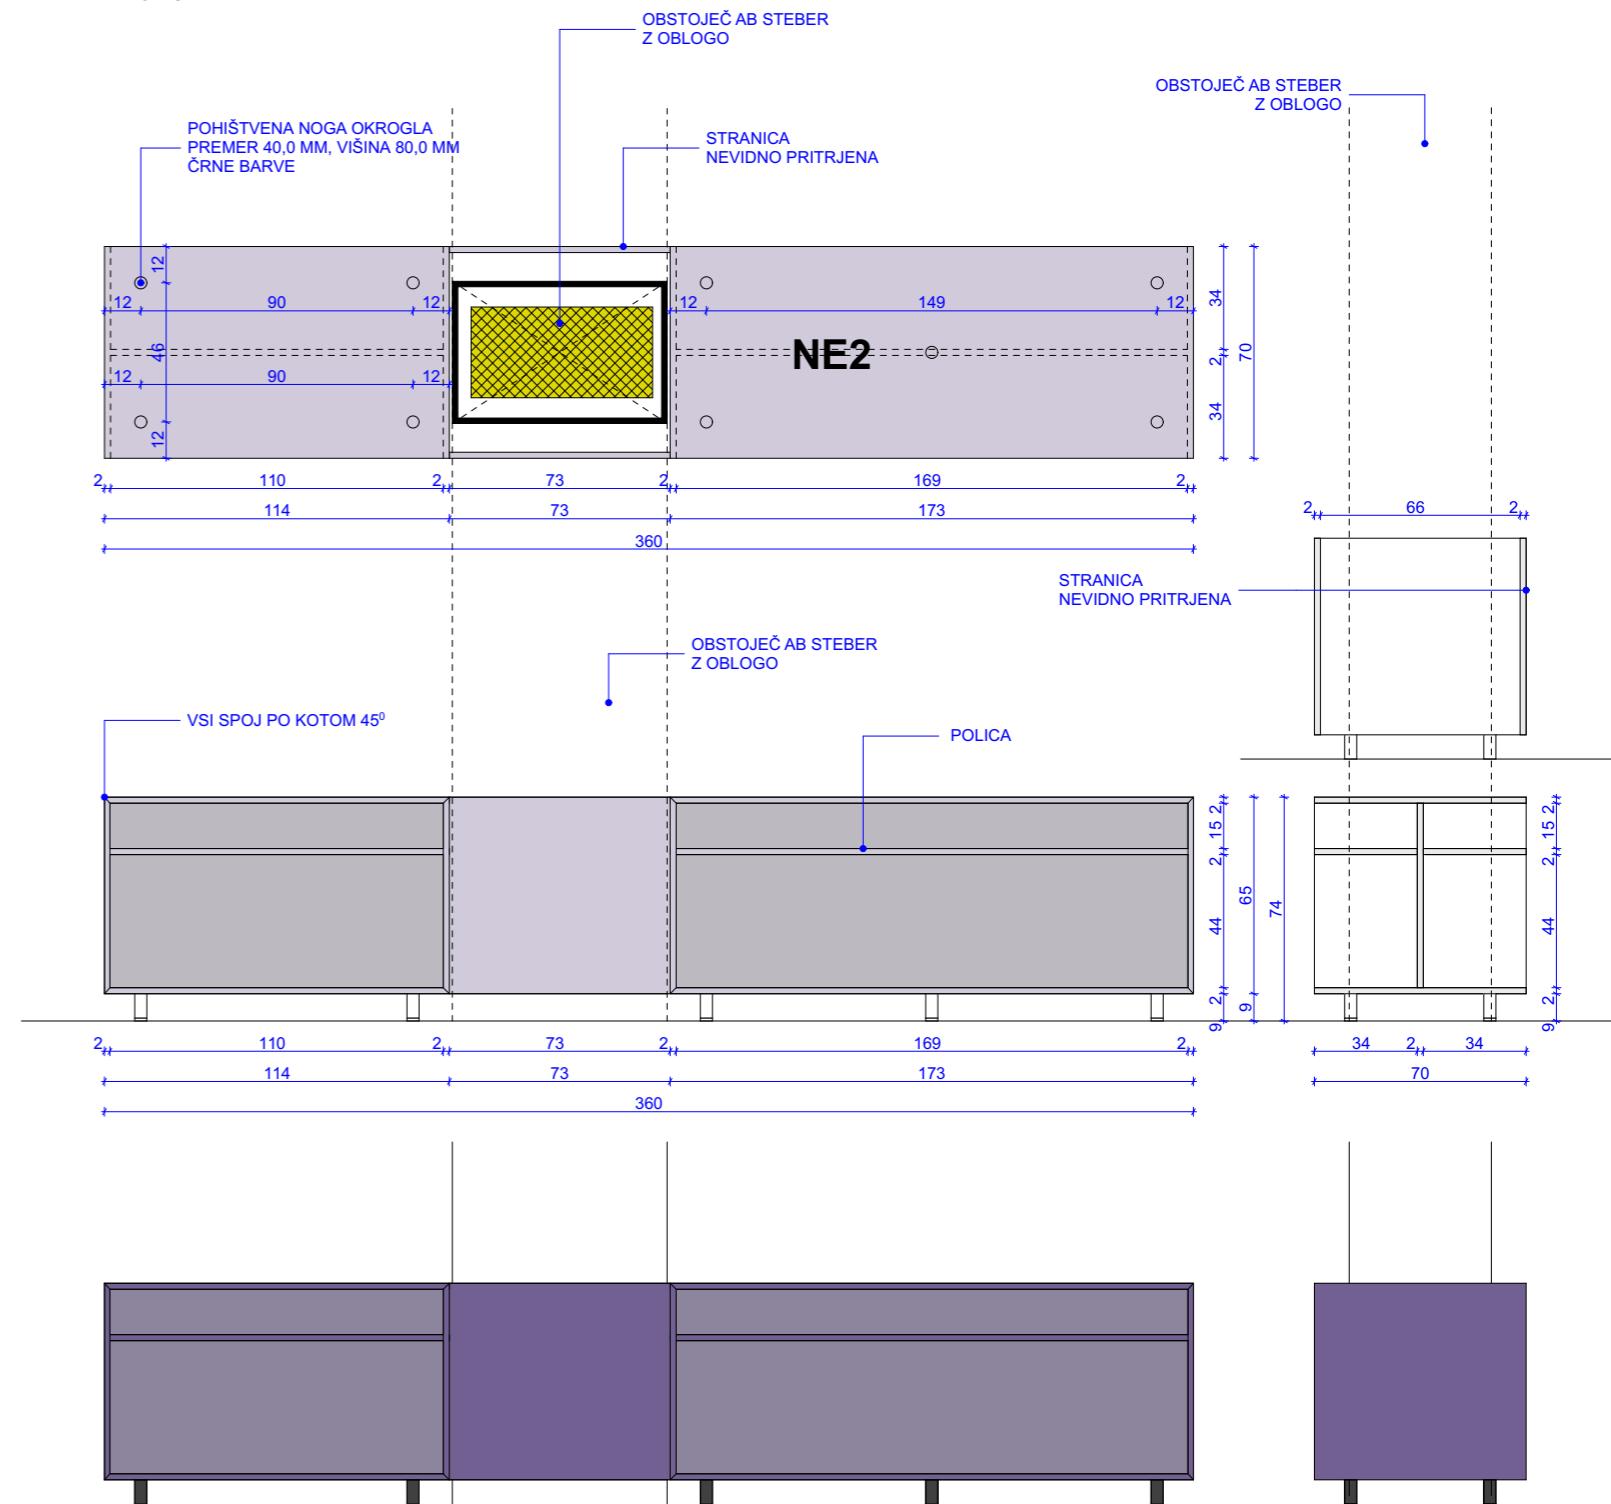 OBSTOJEČ AB STEBER
Z OBLOGO
OBSTOJEČ AB STEBER
Z OBLOGO
POHIŠTVENA NOGA OKROGLA
PREMER 40,0 MM, VIŠINA 80,0 MM
ČRNE BARVE
STRANICA
NEVIDNO PRITRJENA
12
12 90 12
12 149 12
46
NE2
12 90 12
12
34
2
34
70
2 110 2 73 2 169 2
114 73 173
360
2 66 2
STRANICA
NEVIDNO PRITRJENA
OBSTOJEČ AB STEBER
Z OBLOGO
VSI SPOJ PO KOTOM 45⁰
POLICA
2
15
2
44
2
9
65
9
74
2
15
2
44
2
9
2 110 2 73 2 169 2
114 73 173
360
34 2 34
70